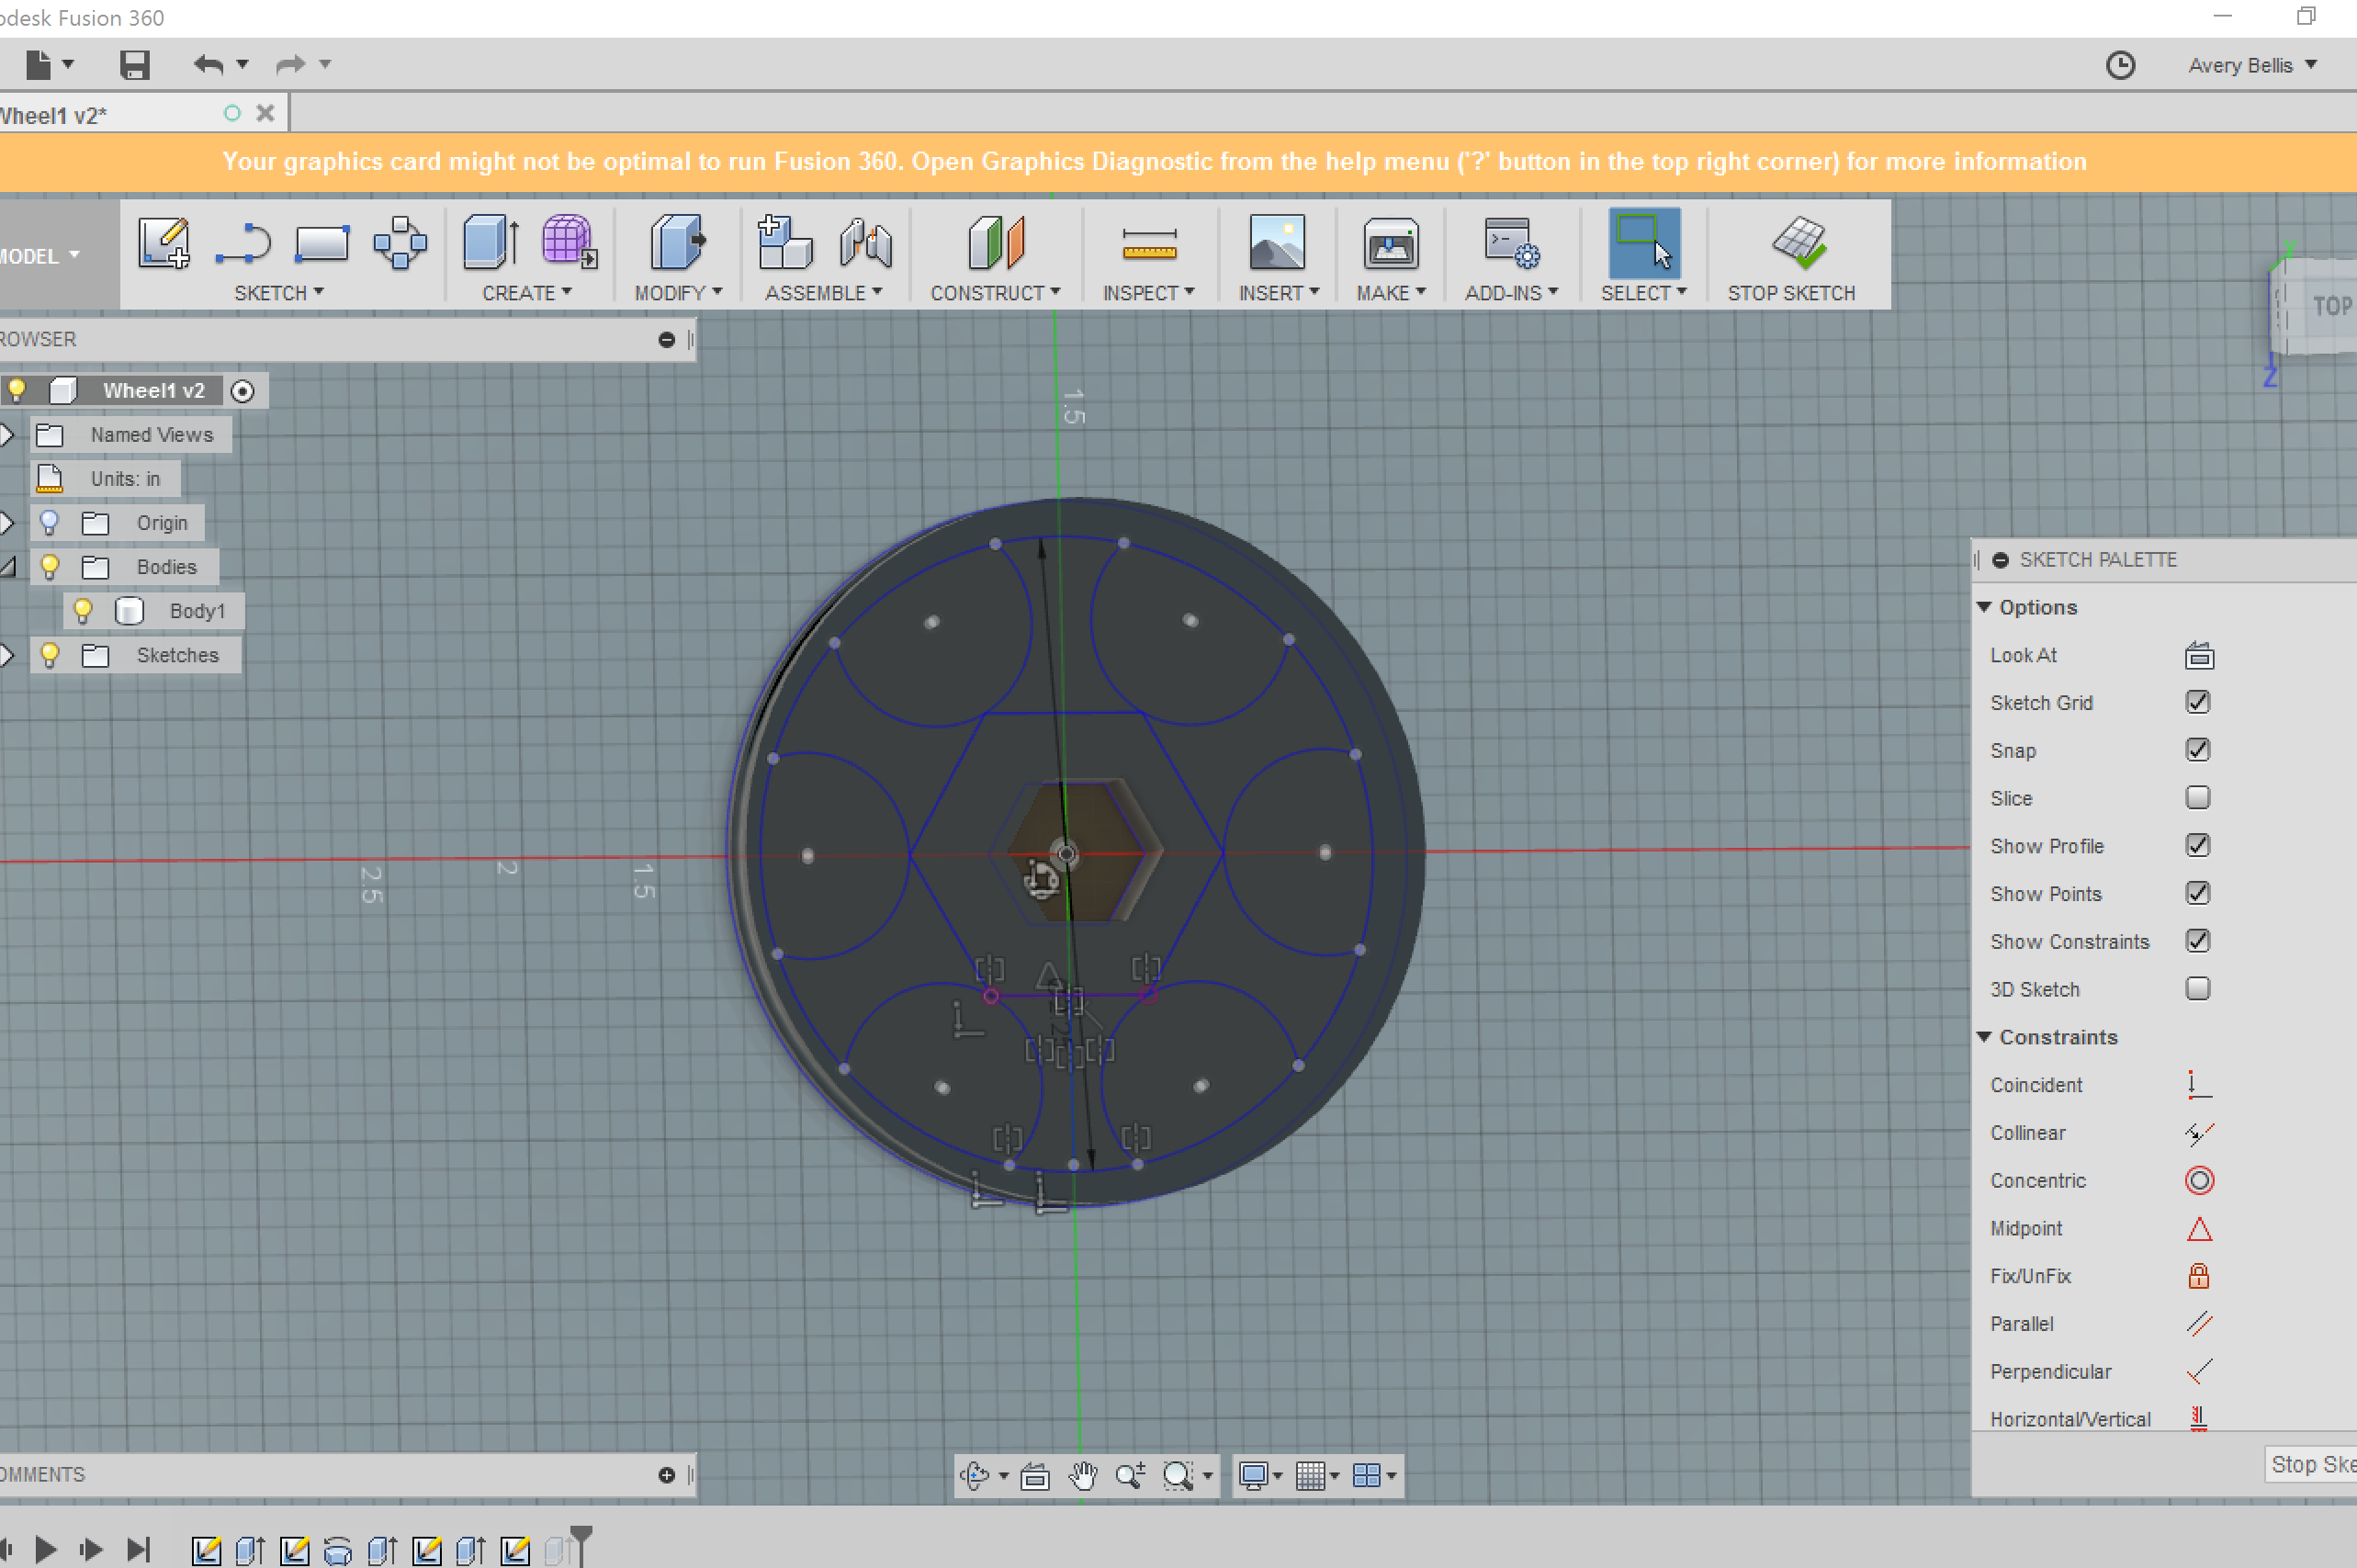 odesk Fusion 360
Avery Bellis
Wheel1 v2*
Your graphics card might not be optimal to run Fusion 360. Open Graphics Diagnostic from the help menu ('?' button in the top right corner) for more information
MODEL
SKETCH
CREATE
MODIFY
ASSEMBLE
CONSTRUCT
INSPECT
INSERT
MAKE
ADD-INS
SELECT
STOP SKETCH
Y
TOP
Z
ROWSER
Wheel1 v2
Named Views
Units: in
Origin
Bodies
Body1
Sketches
1.5
2.5
2
1.5
SKETCH PALETTE
Options
Look At
Sketch Grid
Snap
Slice
Show Profile
Show Points
Show Constraints
3D Sketch
Constraints
Coincident
Collinear
Concentric
Midpoint
Fix/UnFix
Parallel
Perpendicular
Horizontal/Vertical
Stop Ske
OMMENTS